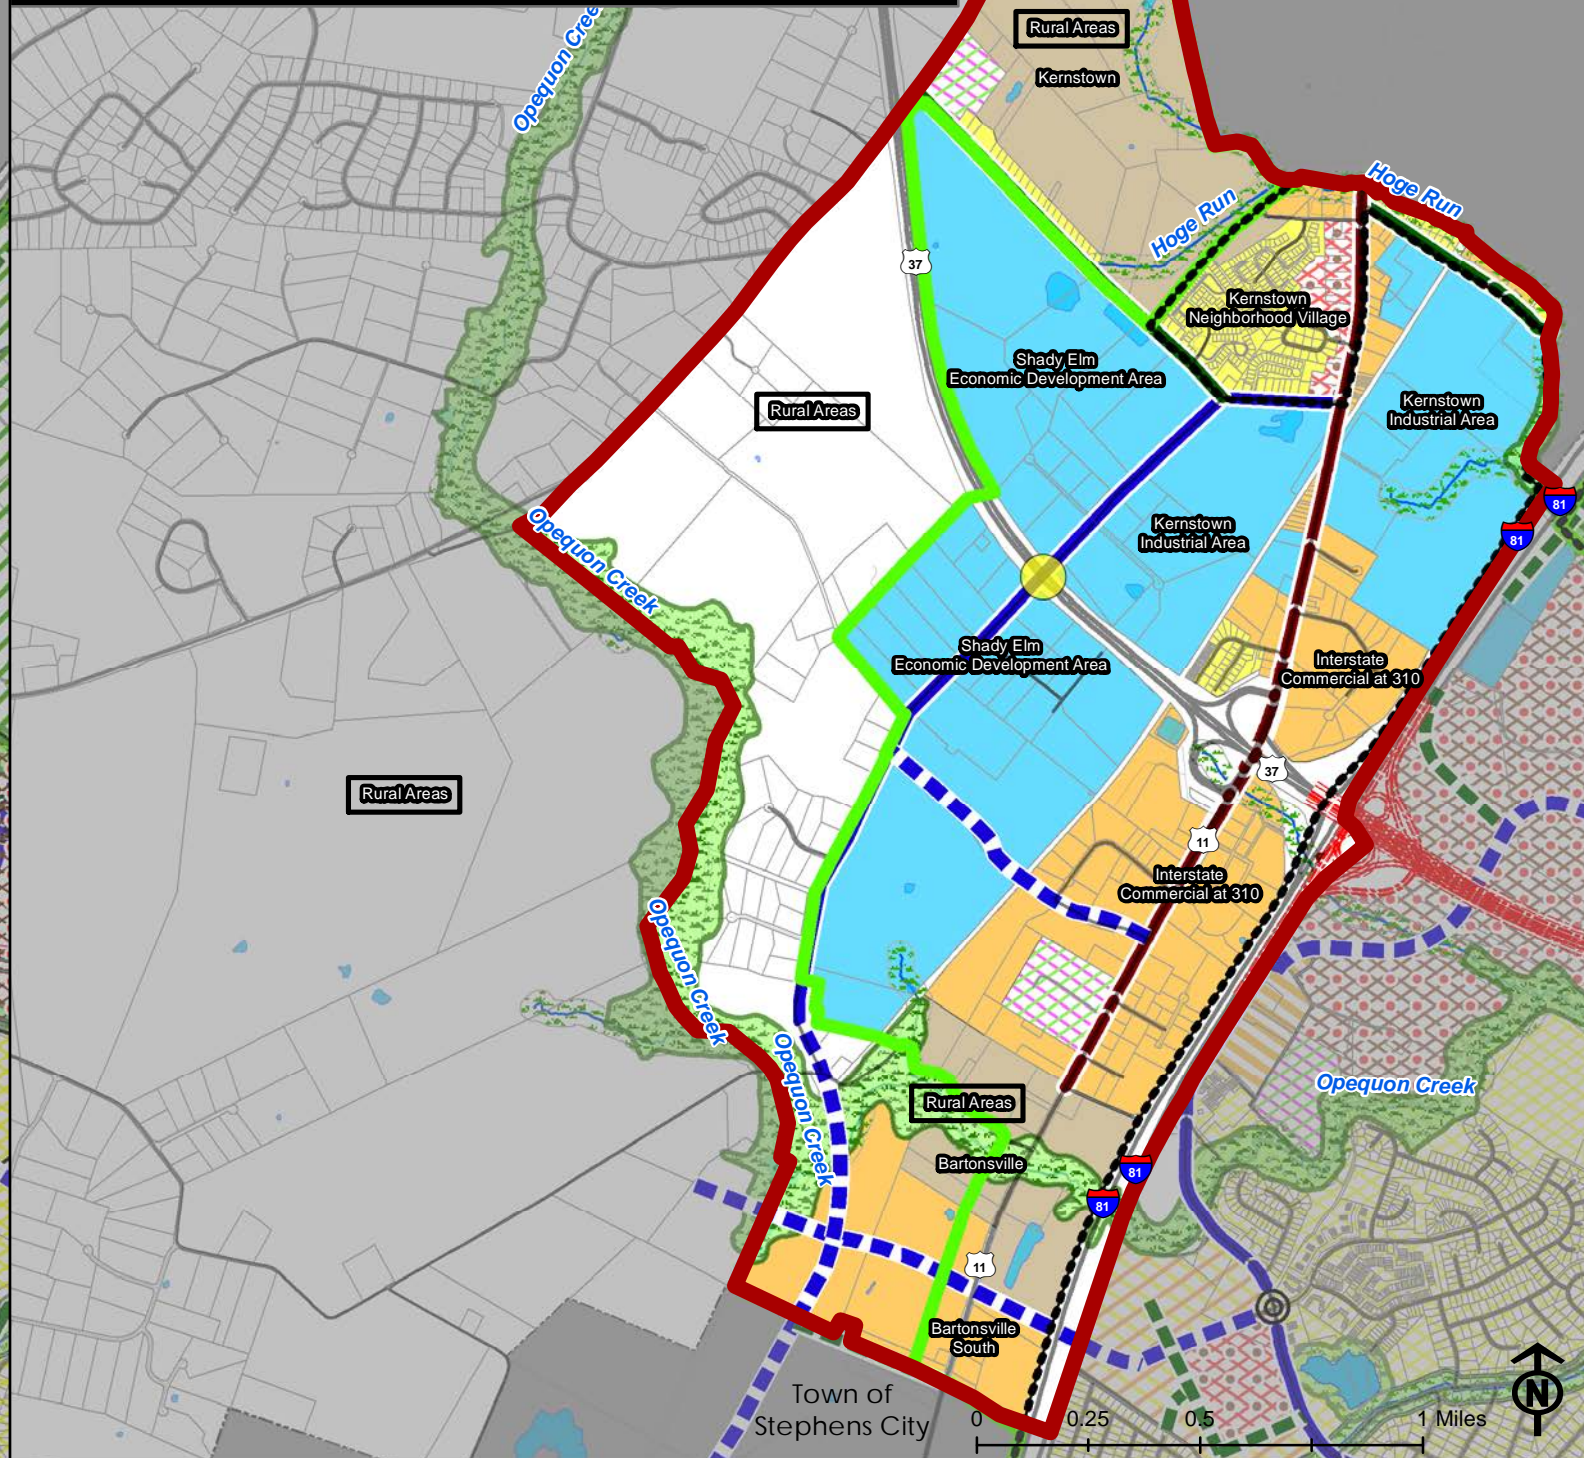 Rural Areas
Kernstown
Opequon Creek
Hoge Run
Hoge Run
37
Kernstown
Neighborhood Village
Shady Elm
Economic Development Area
Rural Areas
Kernstown
Industrial Area
81
81
Opequon Creek
Kernstown
Industrial Area
Shady Elm
Economic Development Area
Interstate
Commercial at 310
37
Rural Areas
11
Interstate
Commercial at 310
Opequon Creek
Opequon Creek
Opequon Creek
Rural Areas
Bartonsville
81
81
11
Bartonsville
South
Town of
Stephens City
0 0.25 0.5 1 Miles
N